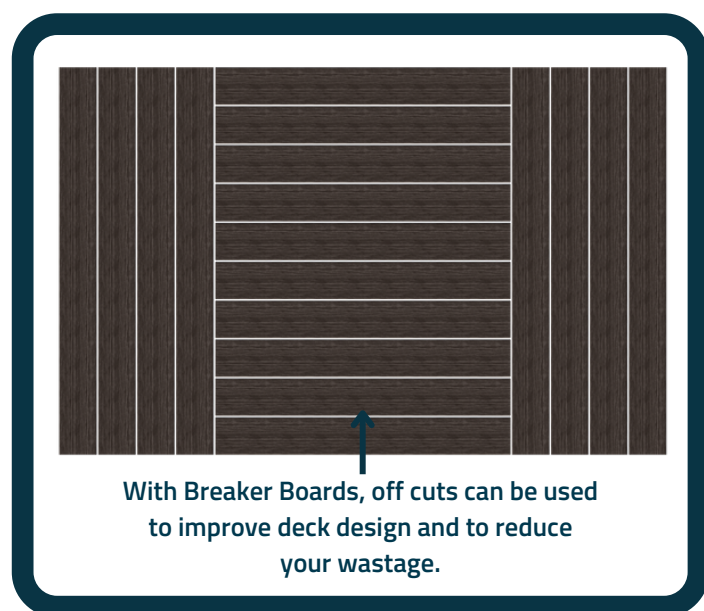 With Breaker Boards, off cuts can be used
to improve deck design and to reduce
your wastage.